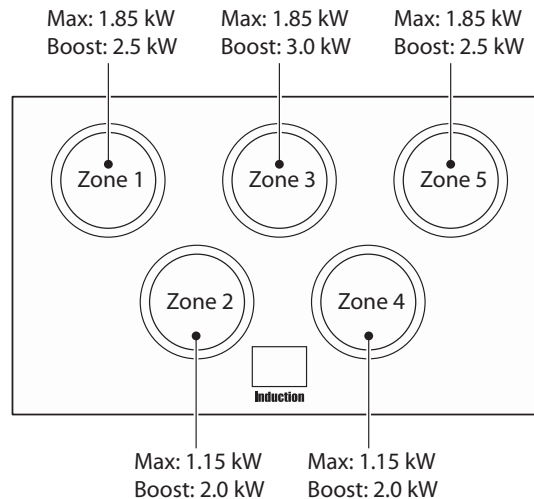 Max: 1.85 kW
Boost: 2.5 kW
Max: 1.85 kW
Boost: 3.0 kW
Max: 1.85 kW
Boost: 2.5 kW
Zone 1
Zone 3
Zone 5
Zone 2
Zone 4
Induction
Max: 1.15 kW
Boost: 2.0 kW
Max: 1.15 kW
Boost: 2.0 kW